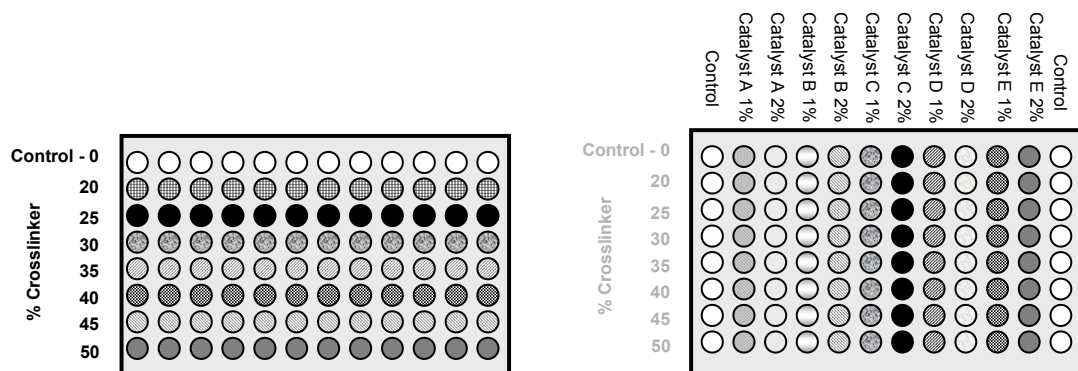 Control - 0
20
25
30
35
40
45
50
% Crosslinker
Control
Catalyst A 1%
Catalyst A 2%
Catalyst B 1%
Catalyst B 2%
Catalyst C 1%
Catalyst C 2%
Catalyst D 1%
Catalyst D 2%
Catalyst E 1%
Catalyst E 2%
Control
Control - 0
20
25
30
35
40
45
50
% Crosslinker